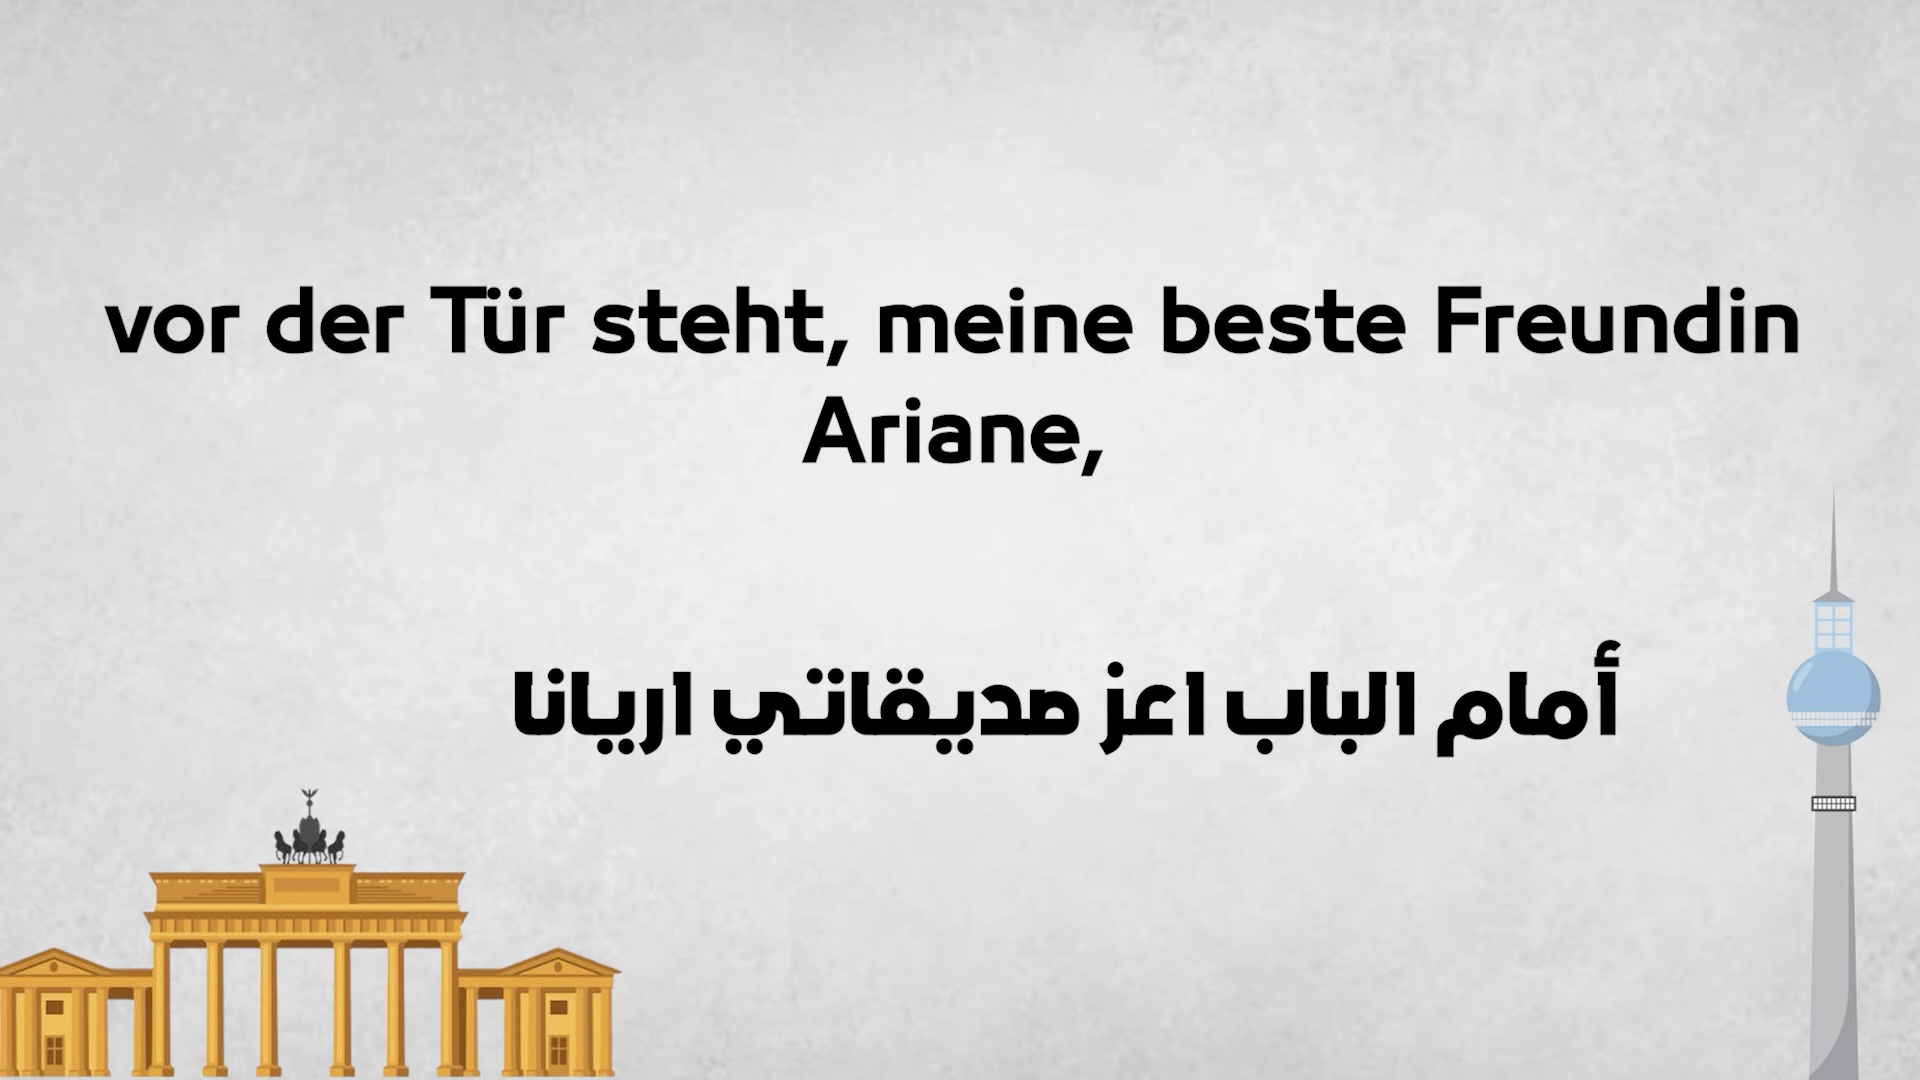 vor der Tür steht, meine beste Freundin
Ariane,
أمام الباب اعز صديقاتي اريانا